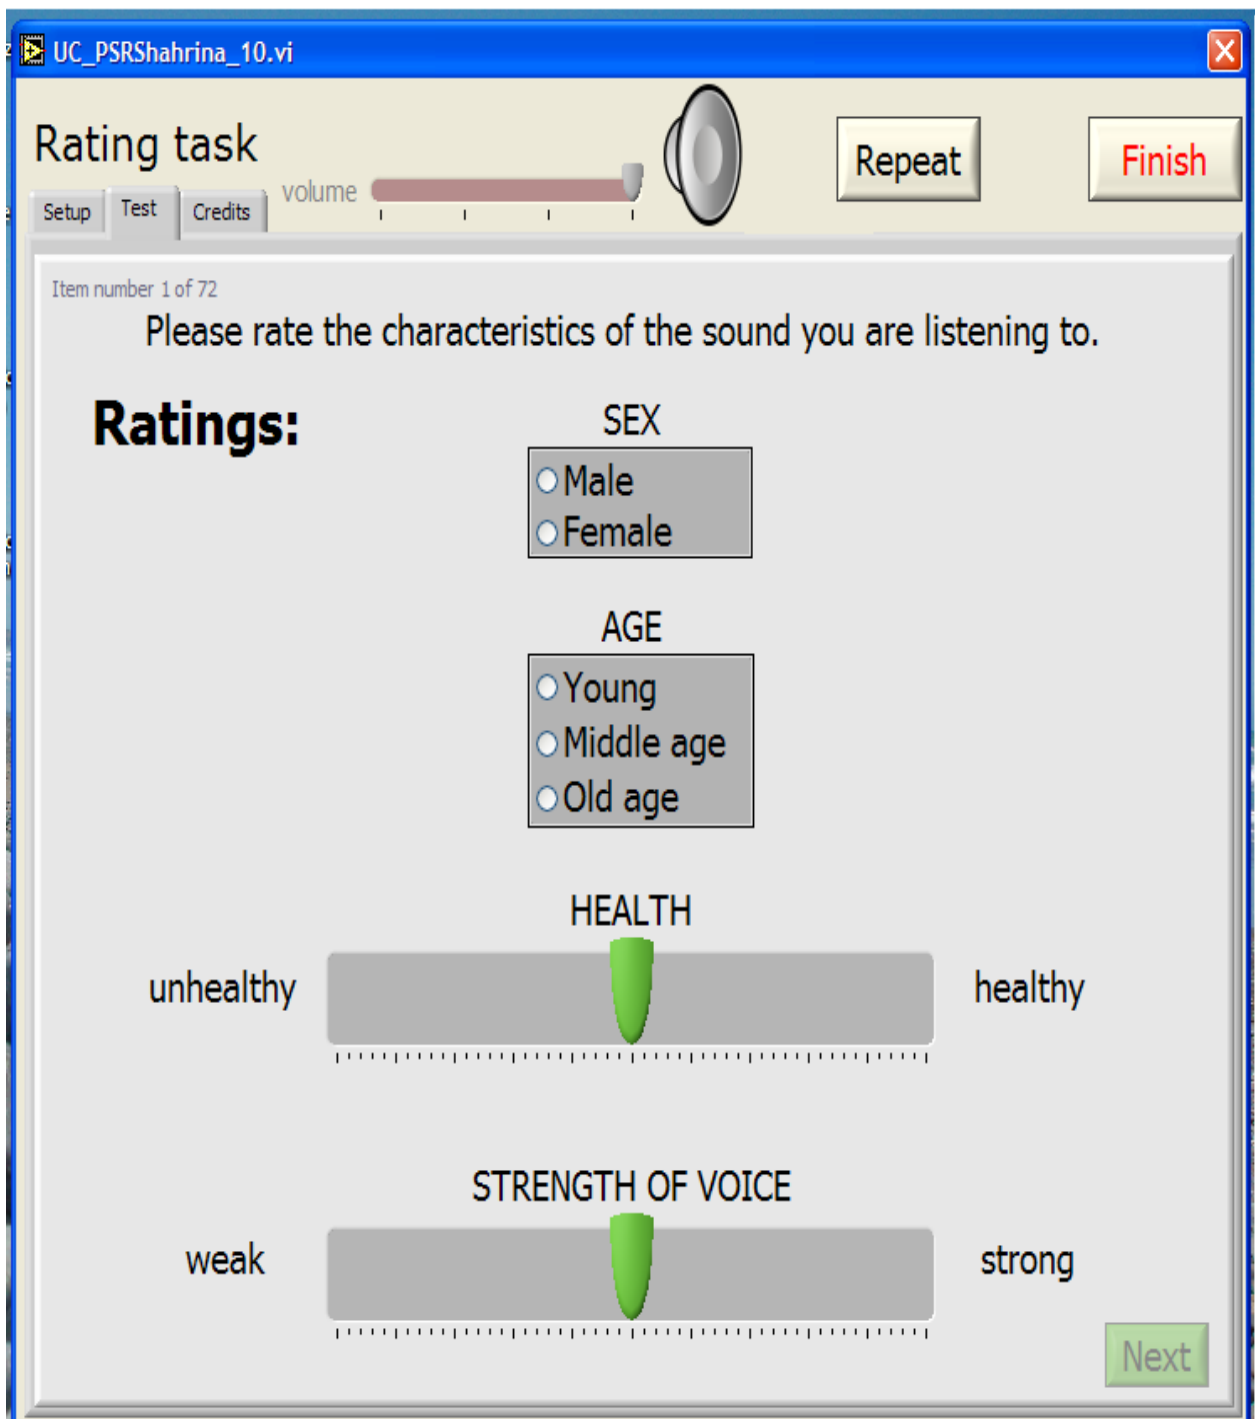 UC_PSRShahrina_10.vi
Rating task
volume
Repeat
Finish
Setup
Test
Credits
Item number 1 of 72
Please rate the characteristics of the sound you are listening to.
Ratings:
SEX
Male
Female
AGE
Young
Middle age
Old age
HEALTH
unhealthy
healthy
STRENGTH OF VOICE
weak
strong
Next